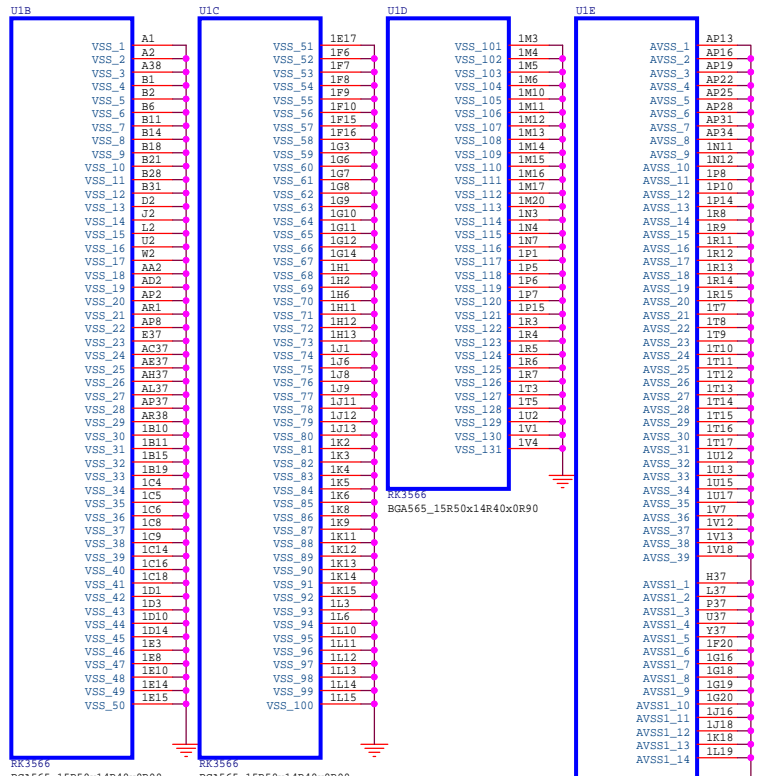 U1B
VSS_1 A1
VSS_2 A2
VSS_3 A38
VSS_4 B1
VSS_5 B2
VSS_6 B6
VSS_7 B11
VSS_8 B14
VSS_9 B18
VSS_10 B21
VSS_11 B28
VSS_12 B31
VSS_13 D2
VSS_14 J2
VSS_15 L2
VSS_16 U2
VSS_17 W2
VSS_18 AA2
VSS_19 AD2
VSS_20 AP2
VSS_21 AR1
VSS_22 AP8
VSS_23 E37
VSS_24 AC37
VSS_25 AE37
VSS_26 AH37
VSS_27 AL37
VSS_28 AP37
VSS_29 AR38
VSS_30 1B10
VSS_31 1B11
VSS_32 1B15
VSS_33 1B19
VSS_34 1C4
VSS_35 1C5
VSS_36 1C6
VSS_37 1C8
VSS_38 1C9
VSS_39 1C14
VSS_40 1C16
VSS_41 1C18
VSS_42 1D1
VSS_43 1D3
VSS_44 1D10
VSS_45 1D14
VSS_46 1E3
VSS_47 1E8
VSS_48 1E10
VSS_49 1E14
VSS_50 1E15
RK3566
BGA565_15R50x14R40x0R90
U1C
VSS_51 1E17
VSS_52 1F6
VSS_53 1F7
VSS_54 1F8
VSS_55 1F9
VSS_56 1F10
VSS_57 1F15
VSS_58 1F16
VSS_59 1G3
VSS_60 1G6
VSS_61 1G7
VSS_62 1G8
VSS_63 1G9
VSS_64 1G10
VSS_65 1G11
VSS_66 1G12
VSS_67 1G14
VSS_68 1H1
VSS_69 1H2
VSS_70 1H6
VSS_71 1H11
VSS_72 1H12
VSS_73 1H13
VSS_74 1J1
VSS_75 1J6
VSS_76 1J8
VSS_77 1J9
VSS_78 1J11
VSS_79 1J12
VSS_80 1J13
VSS_81 1K2
VSS_82 1K3
VSS_83 1K4
VSS_84 1K5
VSS_85 1K6
VSS_86 1K8
VSS_87 1K9
VSS_88 1K11
VSS_89 1K12
VSS_90 1K13
VSS_91 1K14
VSS_92 1K15
VSS_93 1L3
VSS_94 1L6
VSS_95 1L10
VSS_96 1L11
VSS_97 1L12
VSS_98 1L13
VSS_99 1L14
VSS_100 1L15
RK3566
BGA565_15R50x14R40x0R90
U1D
VSS_101 1M3
VSS_102 1M4
VSS_103 1M5
VSS_104 1M6
VSS_105 1M10
VSS_106 1M11
VSS_107 1M12
VSS_108 1M13
VSS_109 1M14
VSS_110 1M15
VSS_111 1M16
VSS_112 1M17
VSS_113 1M20
VSS_114 1N3
VSS_115 1N4
VSS_116 1N7
VSS_117 1P1
VSS_118 1P5
VSS_119 1P6
VSS_120 1P7
VSS_121 1P15
VSS_122 1R3
VSS_123 1R4
VSS_124 1R5
VSS_125 1R6
VSS_126 1R7
VSS_127 1T3
VSS_128 1T5
VSS_129 1U2
VSS_130 1V1
VSS_131 1V4
RK3566
BGA565_15R50x14R40x0R90
U1E
AVSS_1 AP13
AVSS_2 AP16
AVSS_3 AP19
AVSS_4 AP22
AVSS_5 AP25
AVSS_6 AP28
AVSS_7 AP31
AVSS_8 AP34
AVSS_9 1N11
AVSS_10 1N12
AVSS_11 1P8
AVSS_12 1P10
AVSS_13 1P14
AVSS_14 1R8
AVSS_15 1R9
AVSS_16 1R11
AVSS_17 1R12
AVSS_18 1R13
AVSS_19 1R14
AVSS_20 1R15
AVSS_21 1T7
AVSS_22 1T8
AVSS_23 1T9
AVSS_24 1T10
AVSS_25 1T11
AVSS_26 1T12
AVSS_27 1T13
AVSS_28 1T14
AVSS_29 1T15
AVSS_30 1T16
AVSS_31 1T17
AVSS_32 1U12
AVSS_33 1U13
AVSS_34 1U15
AVSS_35 1U17
AVSS_36 1V7
AVSS_37 1V12
AVSS_38 1V13
AVSS_39 1V18
AVSS1_1 H37
AVSS1_2 L37
AVSS1_3 P37
AVSS1_4 U37
AVSS1_5 Y37
AVSS1_6 1F20
AVSS1_7 1G16
AVSS1_8 1G18
AVSS1_9 1G19
AVSS1_10 1G20
AVSS1_11 1J16
AVSS1_12 1J18
AVSS1_13 1K18
AVSS1_14 1L19